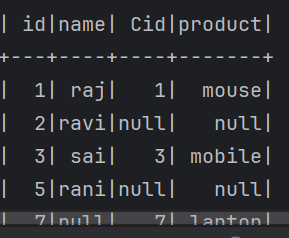 | id|name| Cid|product|
+---+----+----+-------+
|  1| raj|   1|  mouse|
|  2|ravi|null|   null|
|  3| sai|   3| mobile|
|  5|rani|null|   null|
|  7|null|   7| laptop|